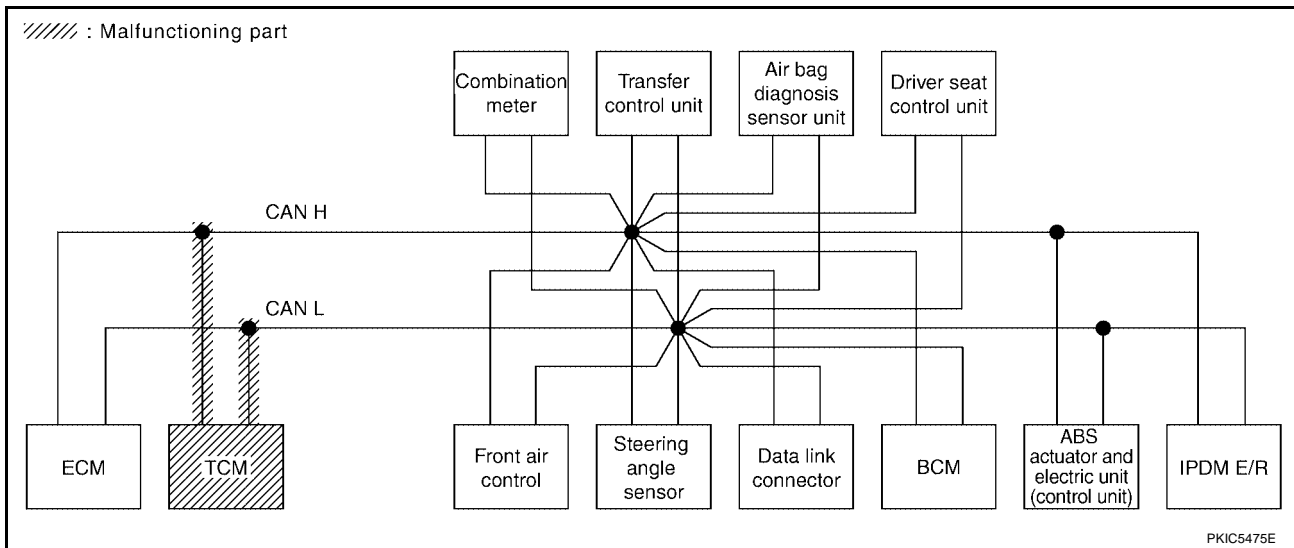 : Malfunctioning part
Combination
meter
Transfer
control unit
Air bag
diagnosis
sensor unit
Driver seat
control unit
CAN H
CAN L
ECM
TCM
Front air
control
Steering
angle
sensor
Data link
connector
BCM
ABS
actuator and
electric unit
(control unit)
IPDM E/R
PKIC5475E